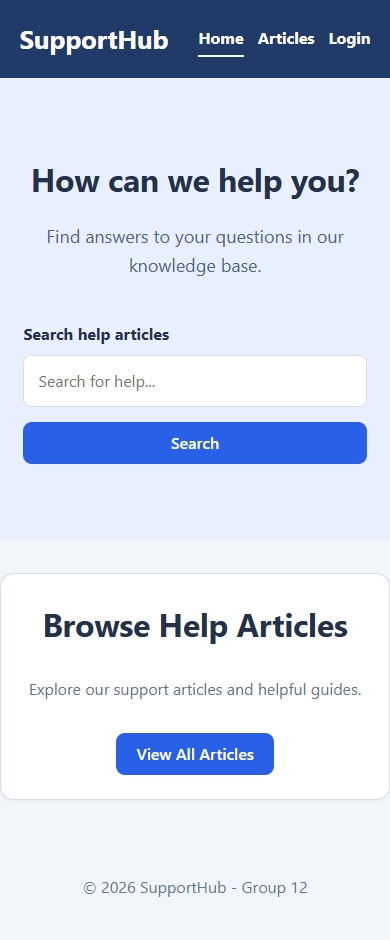 SupportHub Home Articles Login
How can we help you?
Find answers to your questions in our
knowledge base.
Search help articles
Search for help...
Search
Browse Help Articles
Explore our support articles and helpful guides.
View All Articles
© 2026 SupportHub - Group 12